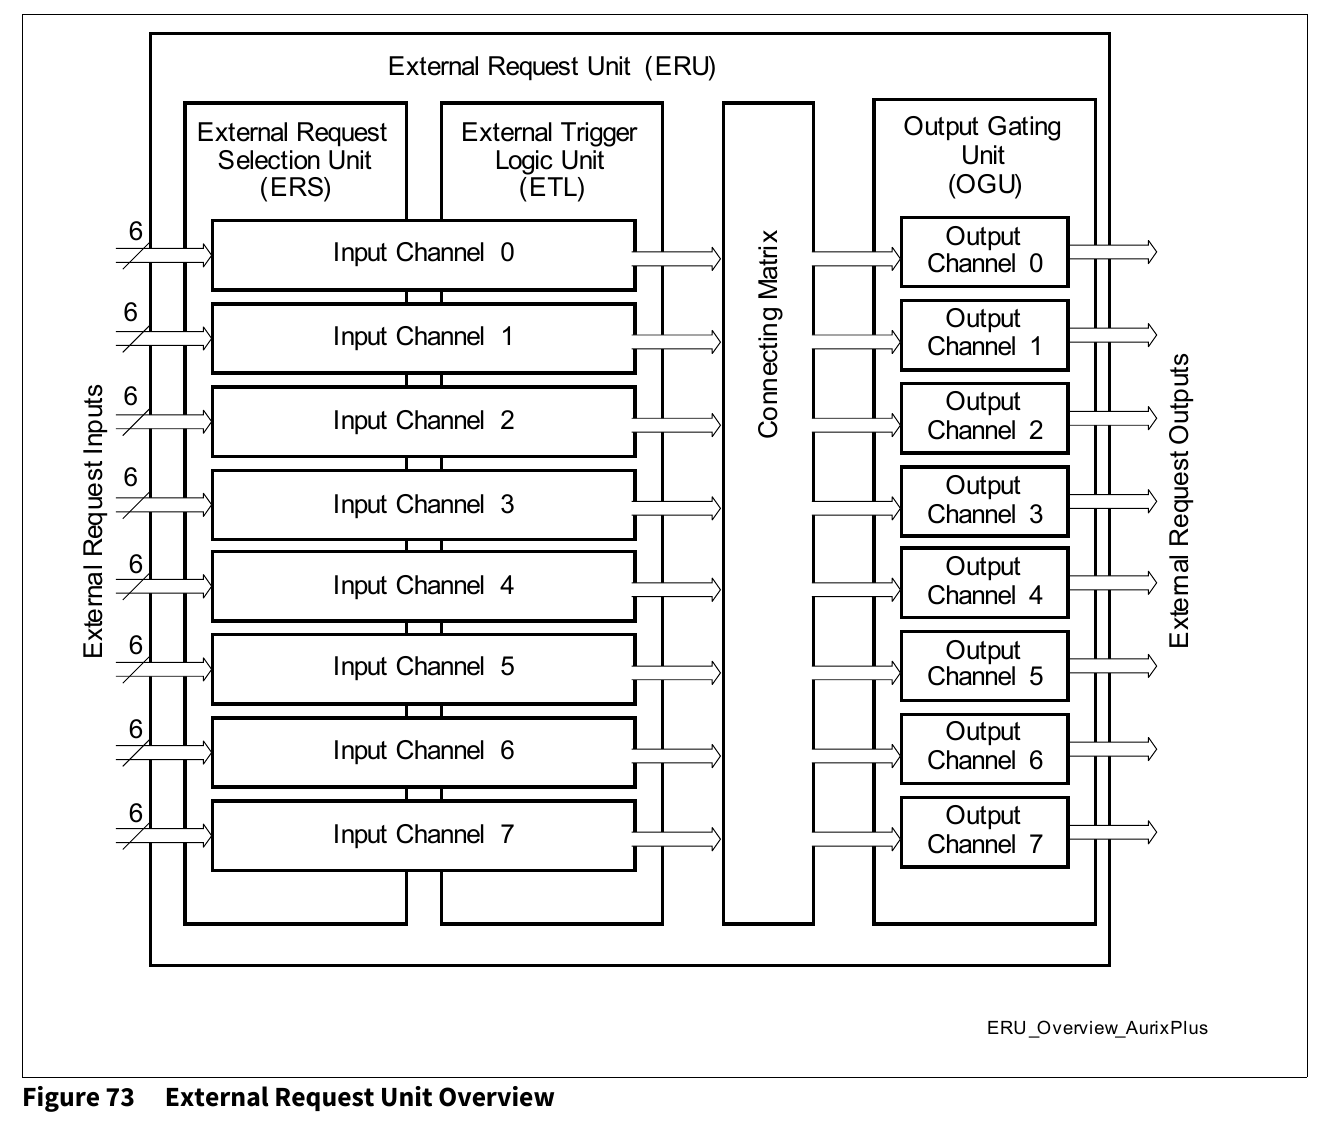 External Request Unit (ERU)
External Request
Selection Unit
(ERS)
External Trigger
Logic Unit
(ETL)
Connecting Matrix
Output Gating
Unit
(OGU)
External Request Inputs
6
Input Channel 0
Output
Channel 0
6
Input Channel 1
Output
Channel 1
6
Input Channel 2
Output
Channel 2
6
Input Channel 3
Output
Channel 3
6
Input Channel 4
Output
Channel 4
6
Input Channel 5
Output
Channel 5
6
Input Channel 6
Output
Channel 6
6
Input Channel 7
Output
Channel 7
External Request Outputs
ERU_Overview_AurixPlus
Figure 73 External Request Unit Overview